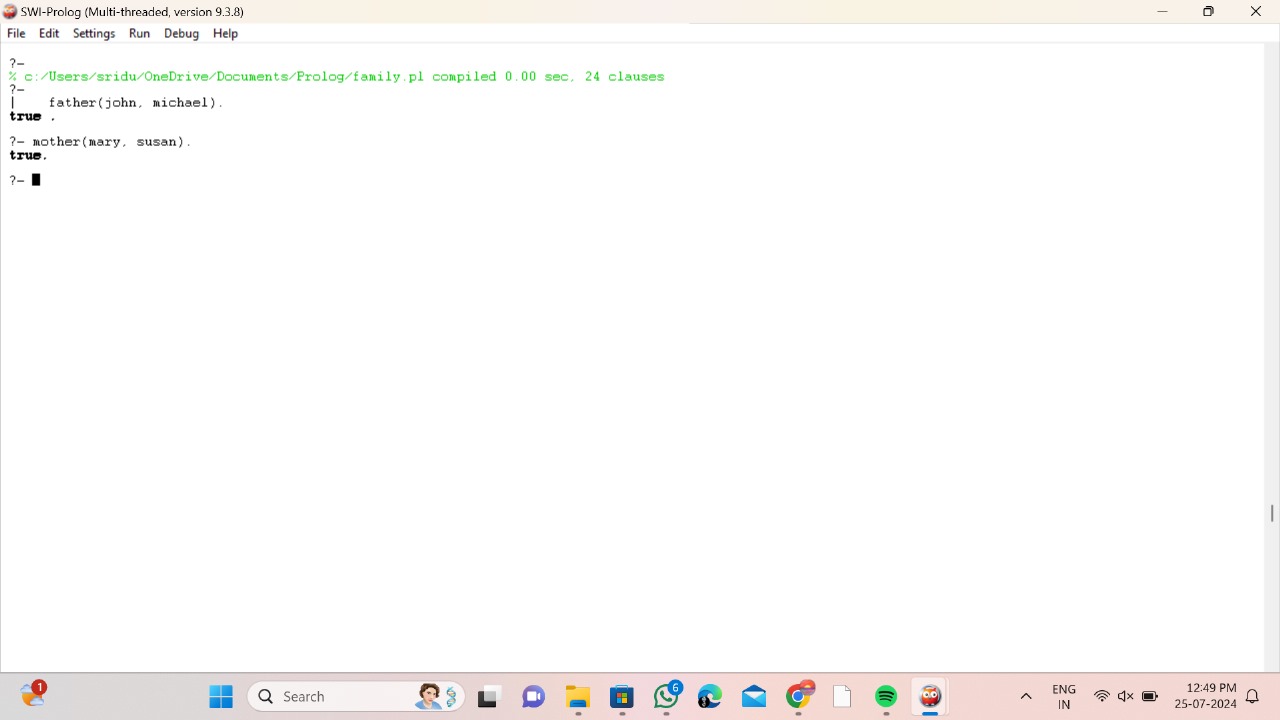 SWI-Prolog (Multi-threaded, version 9.3.8)
File Edit Settings Run Debug Help
?-
% c:/Users/sridu/OneDrive/Documents/Prolog/family.pl compiled 0.00 sec, 24 clauses
?-
| father(john, michael).
true .
?- mother(mary, susan).
true.
?-
1
Search
6
ENG
IN
12:49 PM
25-07-2024